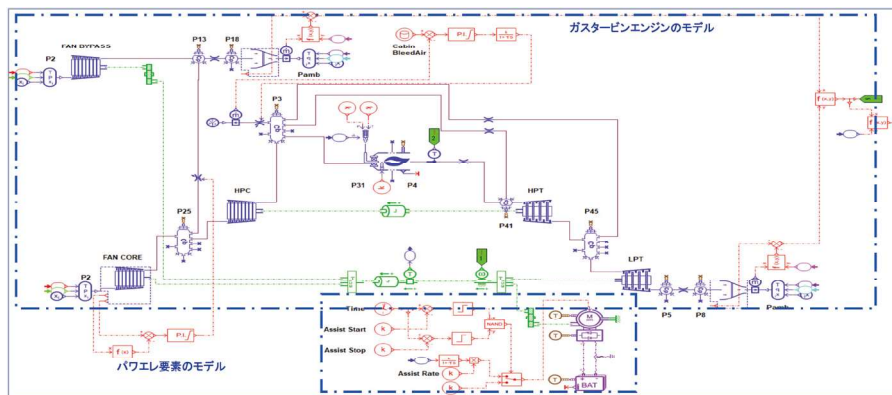 ガスタービンエンジンのモデル
FAN BYPASS
P2
P13
P18
Pamb
Cabin
BleedAir
P.I.
P3
P31
P4
2
HPC
P25
HPT
P41
P45
FAN CORE
P2
LPT
P5
P8
Pamb
P.I.
f(x)
パワエレ要素のモデル
Time
Assist Start
k
NAND
Assist Stop
k
Assist Rate
k
k
M
BAT
1